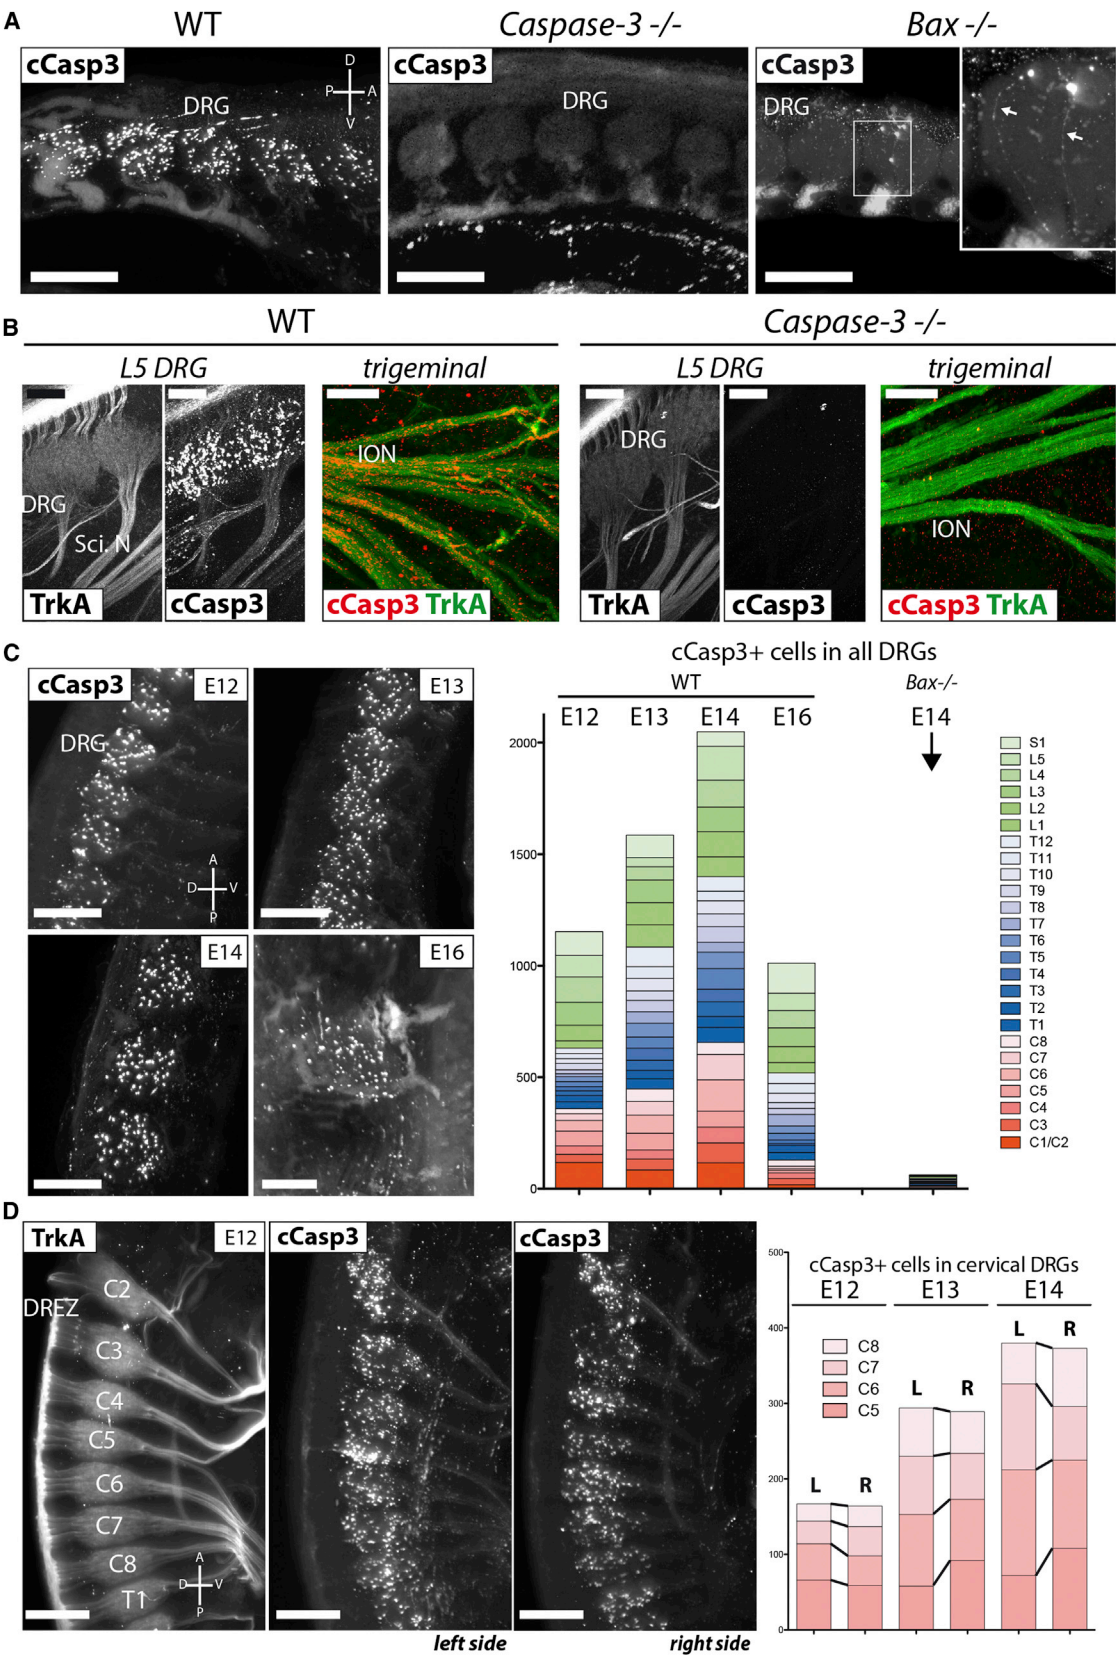 A
WT
Caspase-3 -/-
Bax -/-
cCasp3
DRG
D
P
A
V
cCasp3
DRG
cCasp3
DRG
B
WT
Caspase-3 -/-
L5 DRG
trigeminal
L5 DRG
trigeminal
DRG
Sci. N
TrkA
cCasp3
ION
cCasp3 TrkA
DRG
TrkA
cCasp3
ION
cCasp3 TrkA
C
cCasp3
E12
DRG
A
D
V
P
E13
E14
E16
cCasp3+ cells in all DRGs
WT
Bax-/-
E12
E13
E14
E16
E14
2000
1500
1000
500
0
S1
L5
L4
L3
L2
L1
T12
T11
T10
T9
T8
T7
T6
T5
T4
T3
T2
T1
C8
C7
C6
C5
C4
C3
C1/C2
D
TrkA
E12
C2
DREZ
C3
C4
C5
C6
C7
C8
T1
A
D
V
P
cCasp3
left side
cCasp3
right side
cCasp3+ cells in cervical DRGs
E12
E13
E14
L
R
L
R
L
R
C8
C7
C6
C5
500
400
300
200
100
0